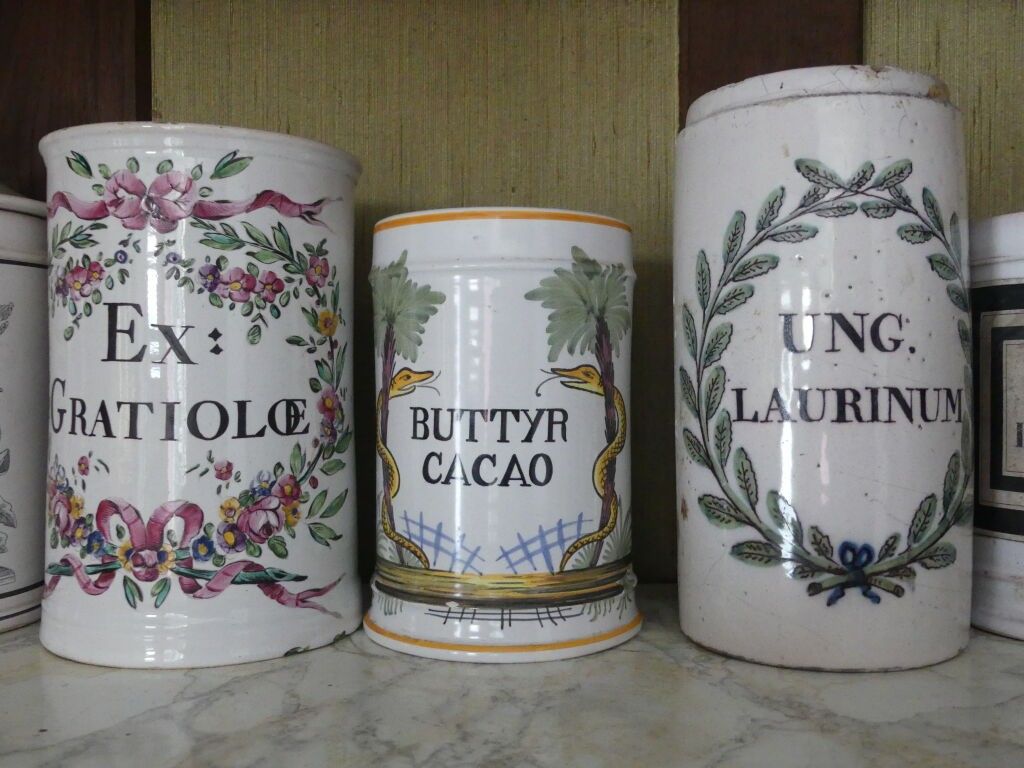 Ex:
GRATIOLŒ
BUTTYR
CACAO
UNG.
LAURINUM